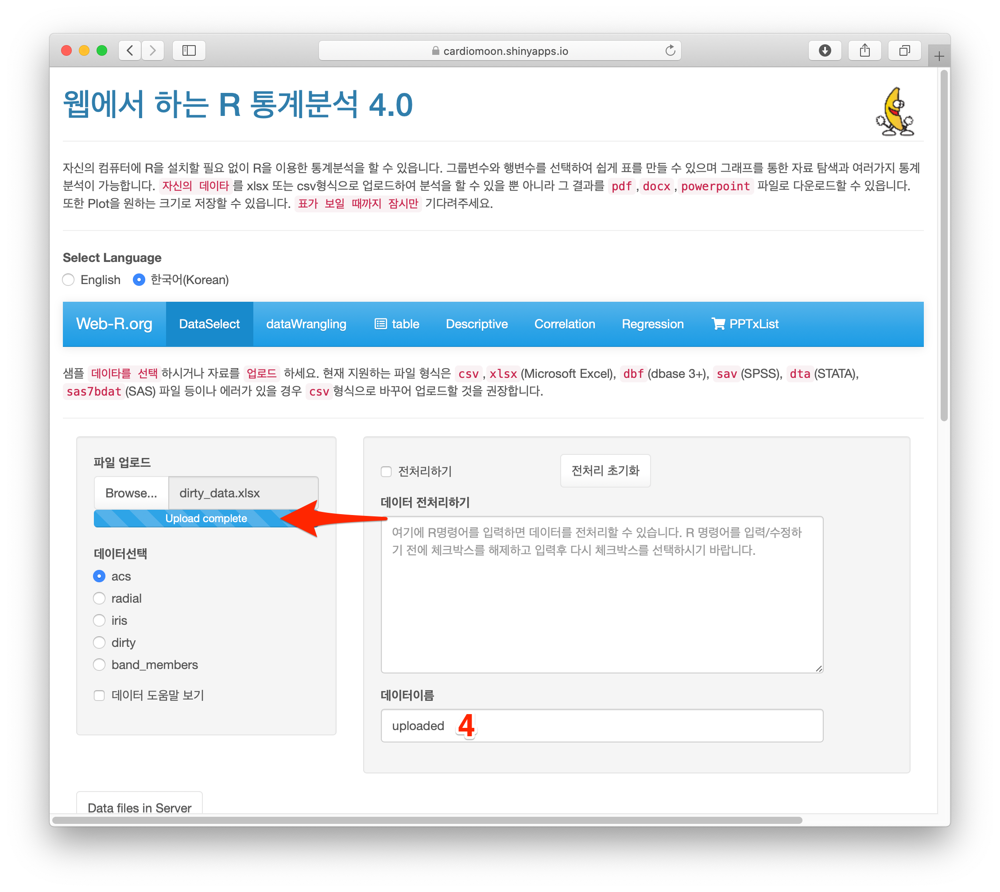 cardiomoon.shinyapps.io
웹에서 하는 R 통계분석 4.0
자신의 컴퓨터에 R을 설치할 필요 없이 R을 이용한 통계분석을 할 수 있읍니다. 그룹변수와 행변수를 선택하여 쉽게 표를 만들 수 있으며 그래프를 통한 자료 탐색과 여러가지 통계
분석이 가능합니다. 자신의 데이타 를 xlsx 또는 csv형식으로 업로드하여 분석을 할 수 있을 뿐 아니라 그 결과를 pdf , docx , powerpoint 파일로 다운로드할 수 있읍니다.
또한 Plot을 원하는 크기로 저장할 수 있읍니다. 표가 보일 때까지 잠시만 기다려주세요.
Select Language
English 한국어(Korean)
Web-R.org DataSelect dataWrangling table Descriptive Correlation Regression PPTxList
샘플 데이타를 선택 하시거나 자료를 업로드 하세요. 현재 지원하는 파일 형식은 csv , xlsx (Microsoft Excel), dbf (dbase 3+), sav (SPSS), dta (STATA),
sas7bdat (SAS) 파일 등이나 에러가 있을 경우 csv 형식으로 바꾸어 업로드할 것을 권장합니다.
파일 업로드
Browse... dirty_data.xlsx
Upload complete
데이터선택
acs
radial
iris
dirty
band_members
데이터 도움말 보기
전처리하기 전처리 초기화
데이터 전처리하기
여기에 R명령어를 입력하면 데이터를 전처리할 수 있습니다. R 명령어를 입력/수정하
기 전에 체크박스를 해제하고 입력후 다시 체크박스를 선택하시기 바랍니다.
데이터이름
uploaded 4
Data files in Server